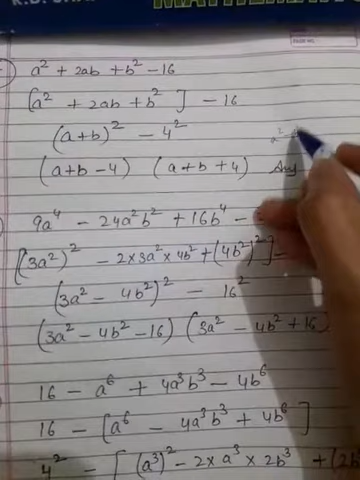 a² + 2ab + b² - 16
[a² + 2ab + b²] - 16
(a+b)² - 4²
a²
(a+b-4) (a+b+4) Ans
9a⁴ - 24a²b² + 16b⁴ -
[(3a²)² - 2×3a²×4b² + (4b²)²] -
(3a² - 4b²)² - 16²
(3a² - 4b² - 16) (3a² - 4b² + 16)
16 - a⁶ + 4a³b³ - 4b⁶
16 - [a⁶ - 4a³b³ + 4b⁶]
4² - [(a³)² - 2×a³×2b³ + (2b